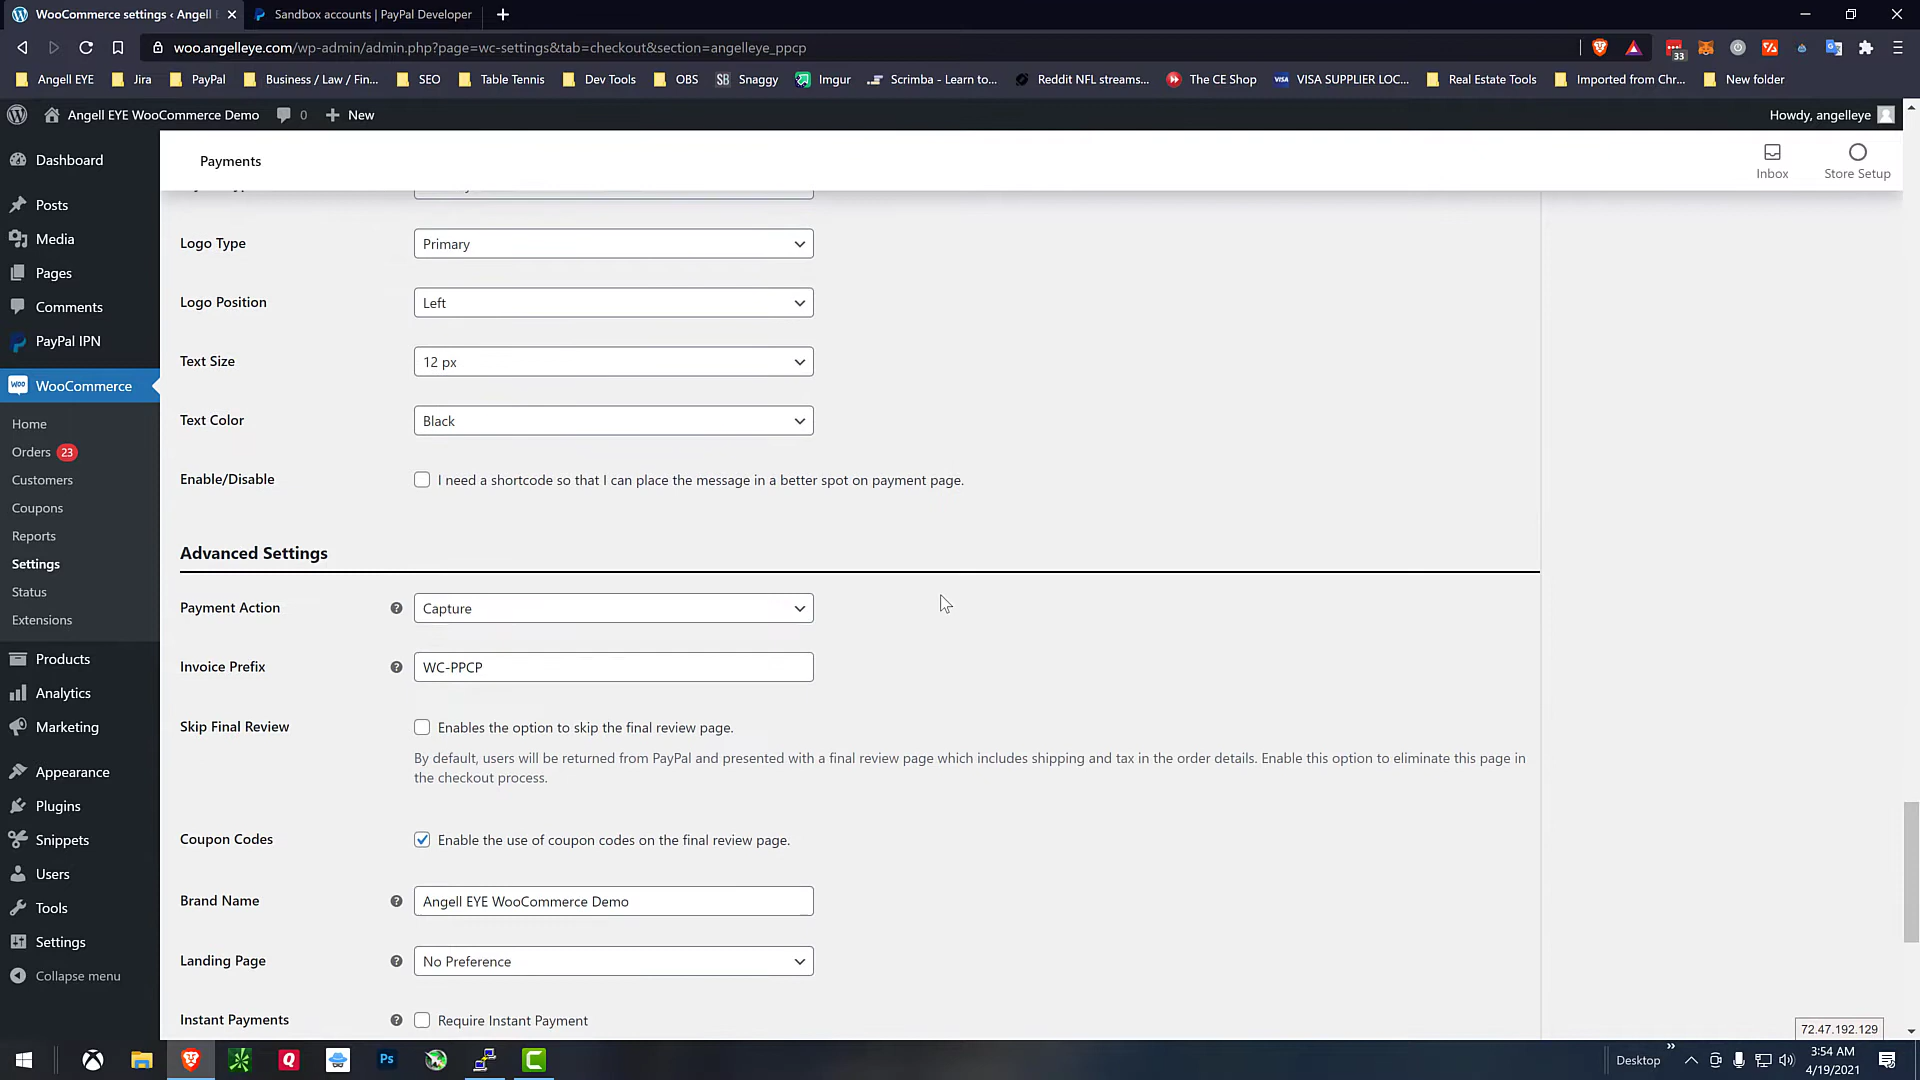 WooCommerce settings ‹ Angell E
Sandbox accounts | PayPal Developer
woo.angelleye.com/wp-admin/admin.php?page=wc-settings&tab=checkout&section=angelleye_ppcp
33
Angell EYE
Jira
PayPal
Business / Law / Fin...
SEO
Table Tennis
Dev Tools
OBS
SB Snaggy
Imgur
Scrimba - Learn to...
Reddit NFL streams...
The CE Shop
VISA VISA SUPPLIER LOC...
Real Estate Tools
Imported from Chr...
New folder
Angell EYE WooCommerce Demo
0
New
Howdy, angelleye
Dashboard
Posts
Media
Pages
Comments
PayPal IPN
WooCommerce
Home
Orders 23
Customers
Coupons
Reports
Settings
Status
Extensions
Products
Analytics
Marketing
Appearance
Plugins
Snippets
Users
Tools
Settings
Collapse menu
Payments
Inbox
Store Setup
Logo Type
Primary
Logo Position
Left
Text Size
12 px
Text Color
Black
Enable/Disable
I need a shortcode so that I can place the message in a better spot on payment page.
Advanced Settings
Payment Action
Capture
Invoice Prefix
WC-PPCP
Skip Final Review
Enables the option to skip the final review page.
By default, users will be returned from PayPal and presented with a final review page which includes shipping and tax in the order details. Enable this option to eliminate this page in
the checkout process.
Coupon Codes
Enable the use of coupon codes on the final review page.
Brand Name
Angell EYE WooCommerce Demo
Landing Page
No Preference
Instant Payments
Require Instant Payment
72.47.192.129
Ps
Desktop
3:54 AM
4/19/2021